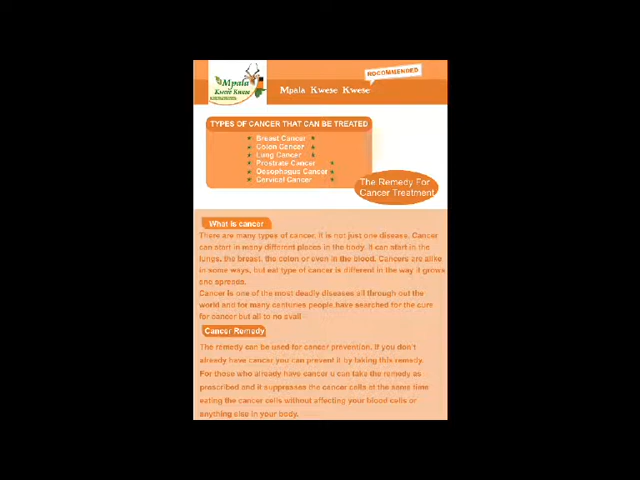 Mpala
Kwese Kwese
Mpala Kwese Kwese
ROCOMMENDED
TYPES OF CANCER THAT CAN BE TREATED
Breast Cancer
Colon Cancer
Lung Cancer
Prostrate Cancer
Oesophagus Cancer
Cervical Cancer
The Remedy For
Cancer Treatment
What is cancer
There are many types of cancer, it is not just one disease. Cancer
can start in many different places in the body. It can start in the
lungs, the breast, the colon or even in the blood. Cancers are alike
in some ways, but eat type of cancer is different in the way it grows
and spreads.
Cancer is one of the most deadly diseases all through out the
world and for many centuries people have searched for the cure
for cancer but all to no avail
Cancer Remedy
The remedy can be used for cancer prevention. If you don't
already have cancer you can prevent it by taking this remedy.
For those who already have cancer u can take the remedy as
prescribed and it suppresses the cancer cells at the same time
eating the cancer cells without affecting your blood cells or
anything else in your body.